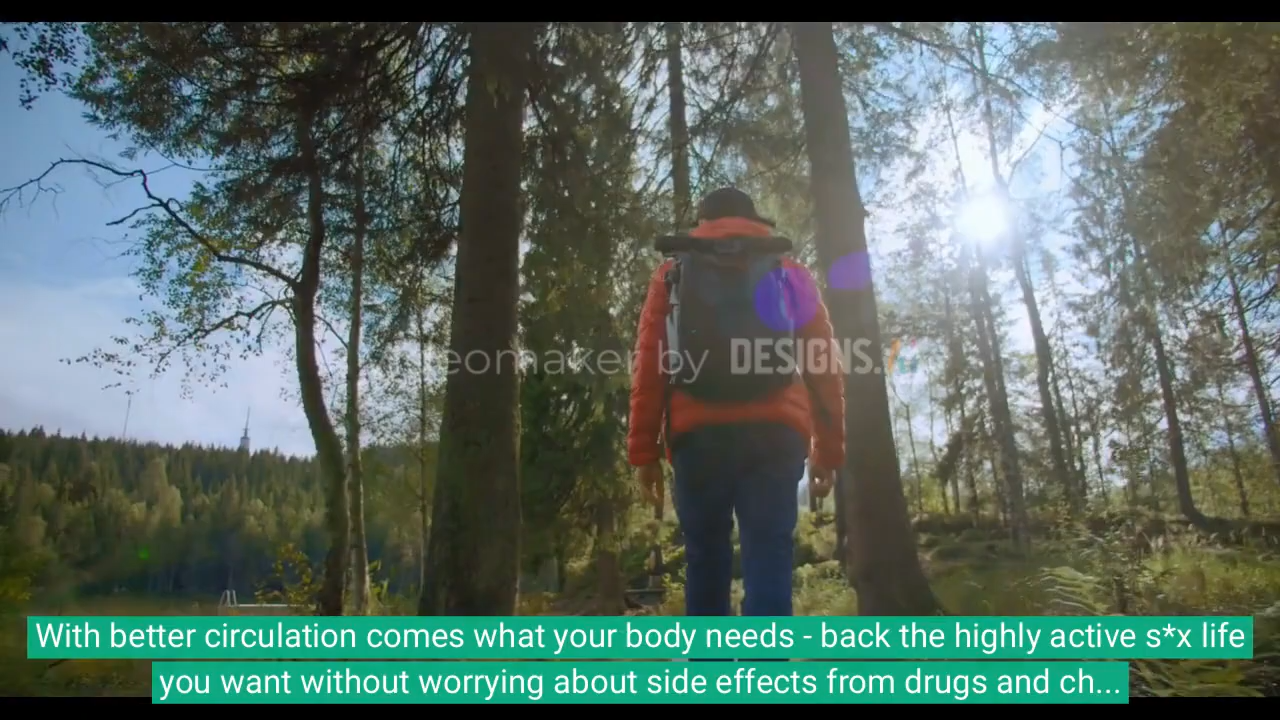 eomaker by DESIGNS.
With better circulation comes what your body needs - back the highly active s*x life
you want without worrying about side effects from drugs and ch...